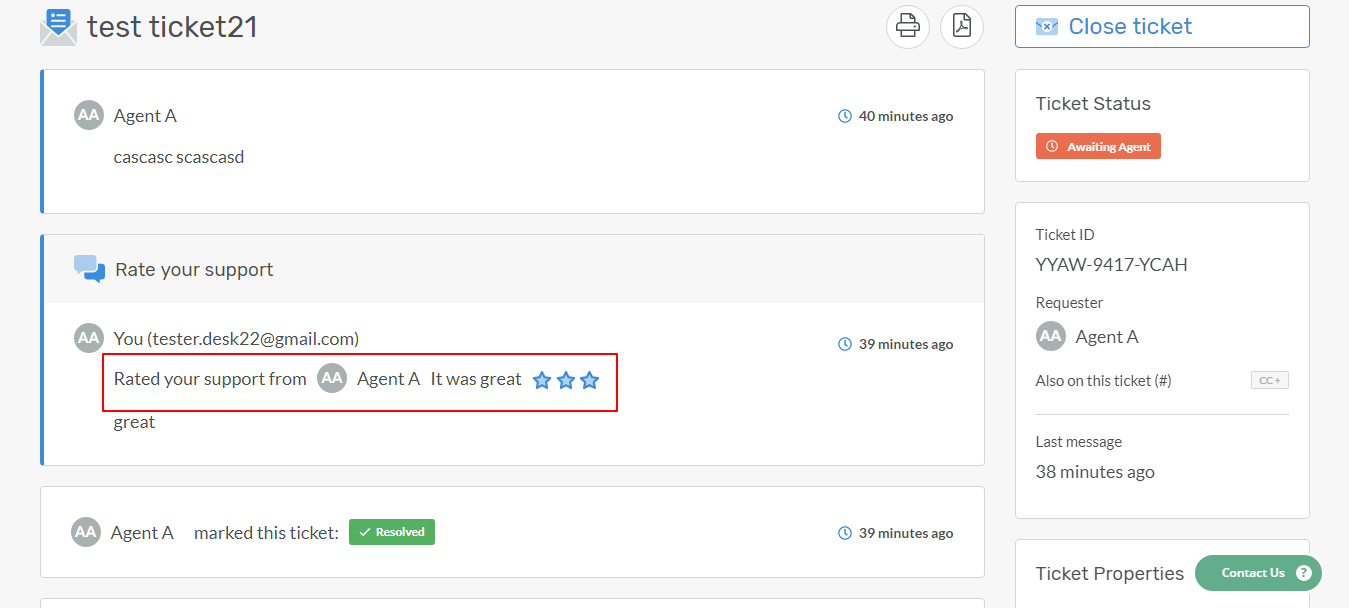 test ticket21
Close ticket
AA Agent A 40 minutes ago
cascasc scascasd
Rate your support
AA You (tester.desk22@gmail.com) 39 minutes ago
Rated your support from AA Agent A It was great
great
AA Agent A marked this ticket: Resolved 39 minutes ago
Ticket Status
Awaiting Agent
Ticket ID
YYAW-9417-YCAH
Requester
AA Agent A
Also on this ticket (#) CC +
Last message
38 minutes ago
Ticket Properties
Contact Us ?